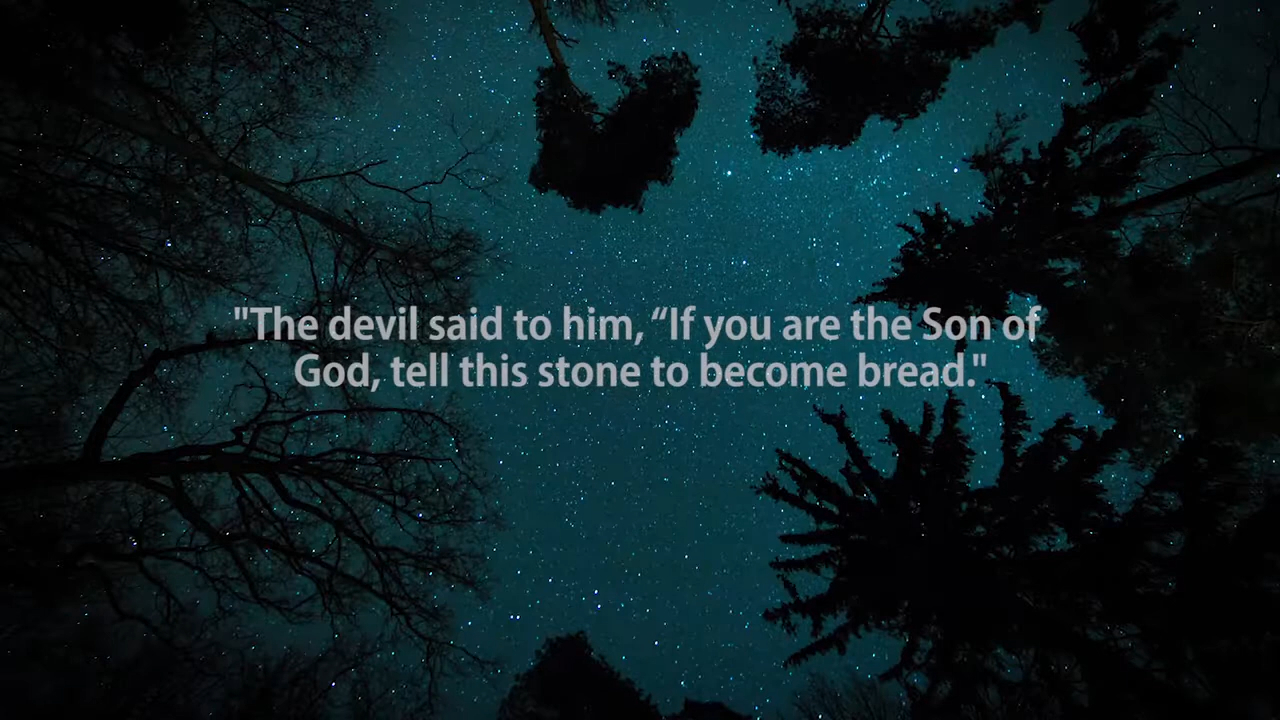 "The devil said to him, “If you are the Son of
God, tell this stone to become bread."